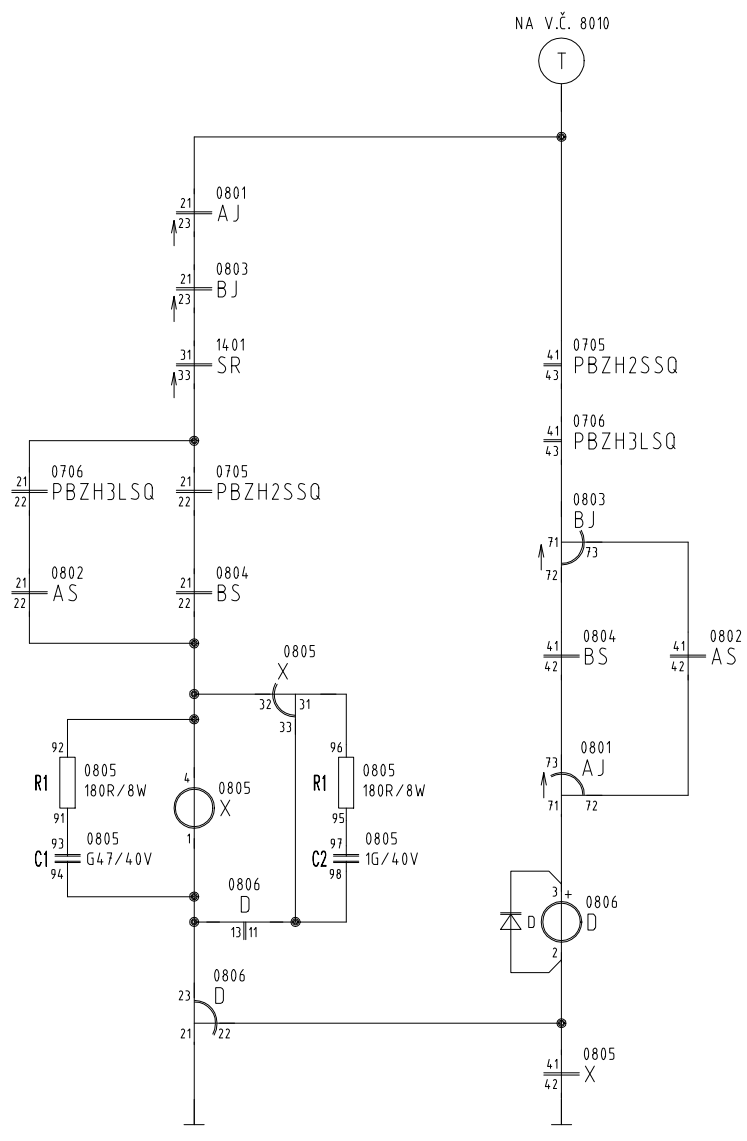 NA V.Č. 8010
T
21 0801
23 AJ
21 0803
23 BJ
31 1401
33 SR
41 0705
43 PBZH2SSQ
41 0706
43 PBZH3LSQ
21 0706
22 PBZH3LSQ
21 0705
22 PBZH2SSQ
0803
BJ
71 73
72
21 0802
22 AS
21 0804
22 BS
41 0804
42 BS
41 0802
42 AS
0805
X
32 31
33
92
R1 0805
180R/8W
91
93 0805
C1 G47/40V
94
4 0805
X
1
96
R1 0805
180R/8W
95
97 0805
C2 1G/40V
98
0801
73 AJ
71 72
0806
D
13 11
3 + 0806
D D
2
0806
23 D
21 22
41 0805
42 X